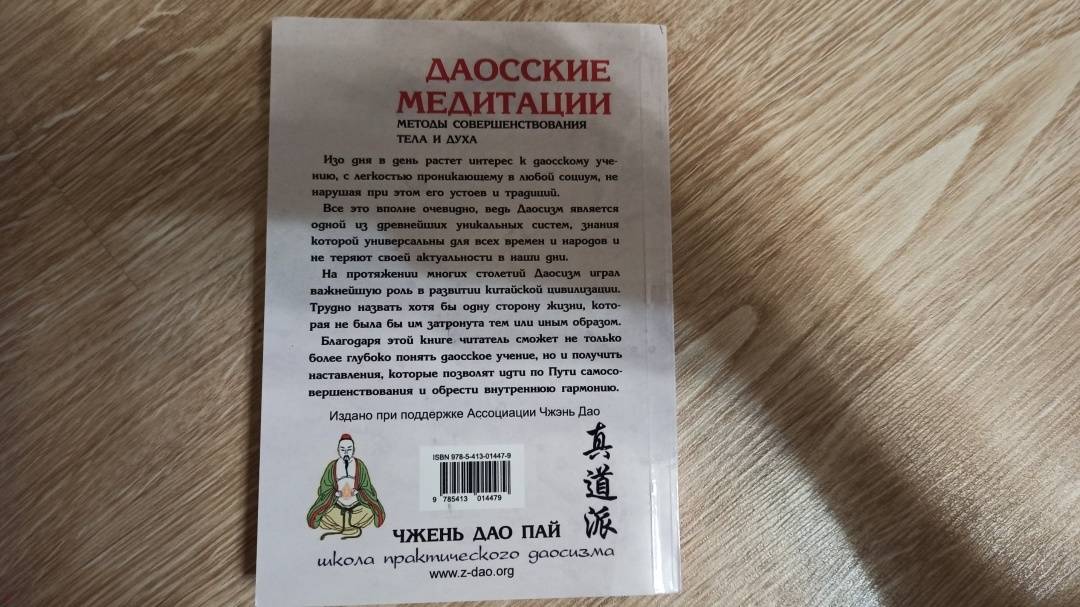 ДАОССКИЕ
МЕДИТАЦИИ
МЕТОДЫ СОВЕРШЕНСТВОВАНИЯ
ТЕЛА И ДУХА
Изо дня в день растет интерес к даосскому уче-
нию, с легкостью проникающему в любой социум, не
нарушая при этом его устоев и традиций.
Все это вполне очевидно, ведь Даосизм является
одной из древнейших уникальных систем, знания
которой универсальны для всех времен и народов и
не теряют своей актуальности в наши дни.
На протяжении многих столетий Даосизм играл
важнейшую роль в развитии китайской цивилизации.
Трудно назвать хотя бы одну сторону жизни, кото-
рая не была бы им затронута тем или иным образом.
Благодаря этой книге читатель сможет не только
более глубоко понять даосское учение, но и получить
наставления, которые позволят идти по Пути самосо-
вершенствования и обрести внутреннюю гармонию.
Издано при поддержке Ассоциации Чжэнь Дао
ISBN 978-5-413-01447-9
9 785413 014479
真道派
ЧЖЕНЬ ДАО ПАЙ
школа практического даосизма
www.z-dao.org